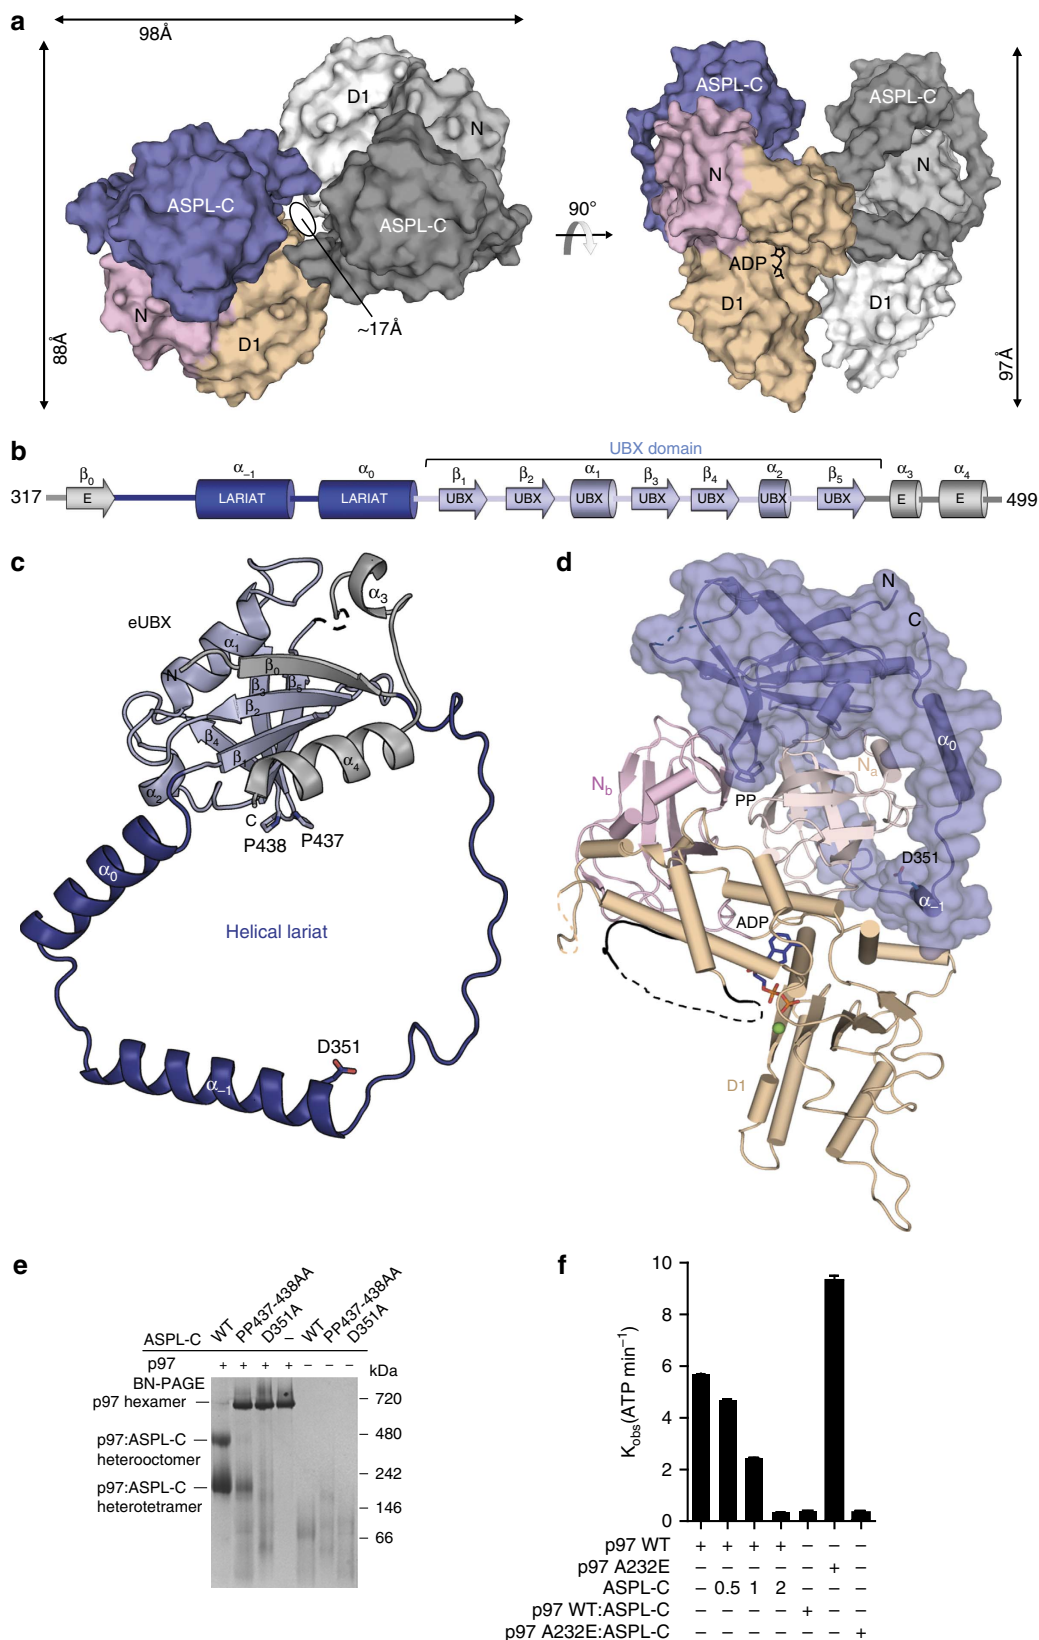 a
98Å
88Å
D1
N
ASPL-C
ASPL-C
N
D1
~17Å
90°
ASPL-C
ASPL-C
N
N
ADP
D1
D1
97Å
b
UBX domain
β0 α−1 α0 β1 β2 α1 β3 β4 α2 β5 α3 α4
317 E LARIAT LARIAT UBX UBX UBX UBX UBX UBX UBX E E 499
c
eUBX
α3
α1
N
β0
β3
β5
β2
β4
β1
α4
α2
C
P438 P437
α0
Helical lariat
D351
α−1
d
N
C
α0
Nb
Na
PP
D351
α−1
ADP
D1
e
ASPL-C WT PP437-438AA D351A – WT PP437-438AA D351A
p97 + + + + – – –
kDa
BN-PAGE
p97 hexamer
p97:ASPL-C
heterooctomer
p97:ASPL-C
heterotetramer
720
480
242
146
66
f
Kobs(ATP min−1)
10
8
6
4
2
0
p97 WT + + + + – – –
p97 A232E – – – – – + –
ASPL-C – 0.5 1 2 – – –
p97 WT:ASPL-C – – – – + – –
p97 A232E:ASPL-C – – – – – – +